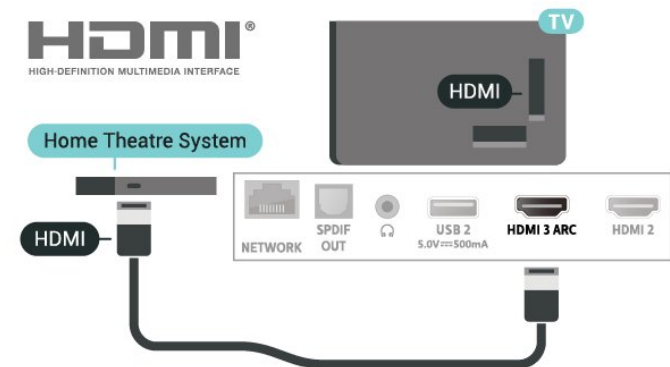 HDMI®
HIGH-DEFINITION MULTIMEDIA INTERFACE
TV
HDMI
Home Theatre System
HDMI
NETWORK
SPDIF
OUT
USB 2
5.0V⎓500mA
HDMI 3 ARC
HDMI 2